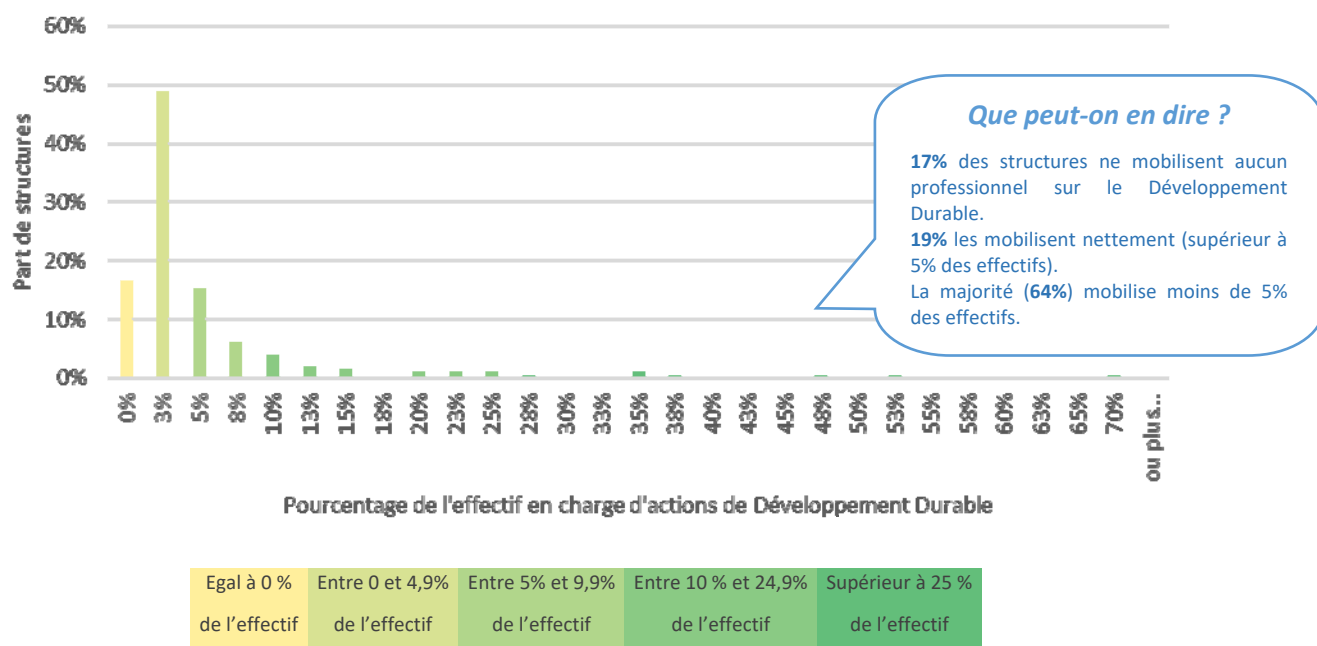 60%
50%
40%
30%
20%
10%
0%
Part de structures
0%
3%
5%
8%
10%
13%
15%
18%
20%
23%
25%
28%
30%
33%
35%
38%
40%
43%
45%
48%
50%
53%
55%
58%
60%
63%
65%
70%
ou plus...
Pourcentage de l'effectif en charge d'actions de Développement Durable
Que peut-on en dire ?
17% des structures ne mobilisent aucun
professionnel sur le Développement
Durable.
19% les mobilisent nettement (supérieur à
5% des effectifs).
La majorité (64%) mobilise moins de 5%
des effectifs.
Egal à 0 %
de l'effectif
Entre 0 et 4,9%
de l'effectif
Entre 5% et 9,9%
de l'effectif
Entre 10 % et 24,9%
de l'effectif
Supérieur à 25 %
de l'effectif